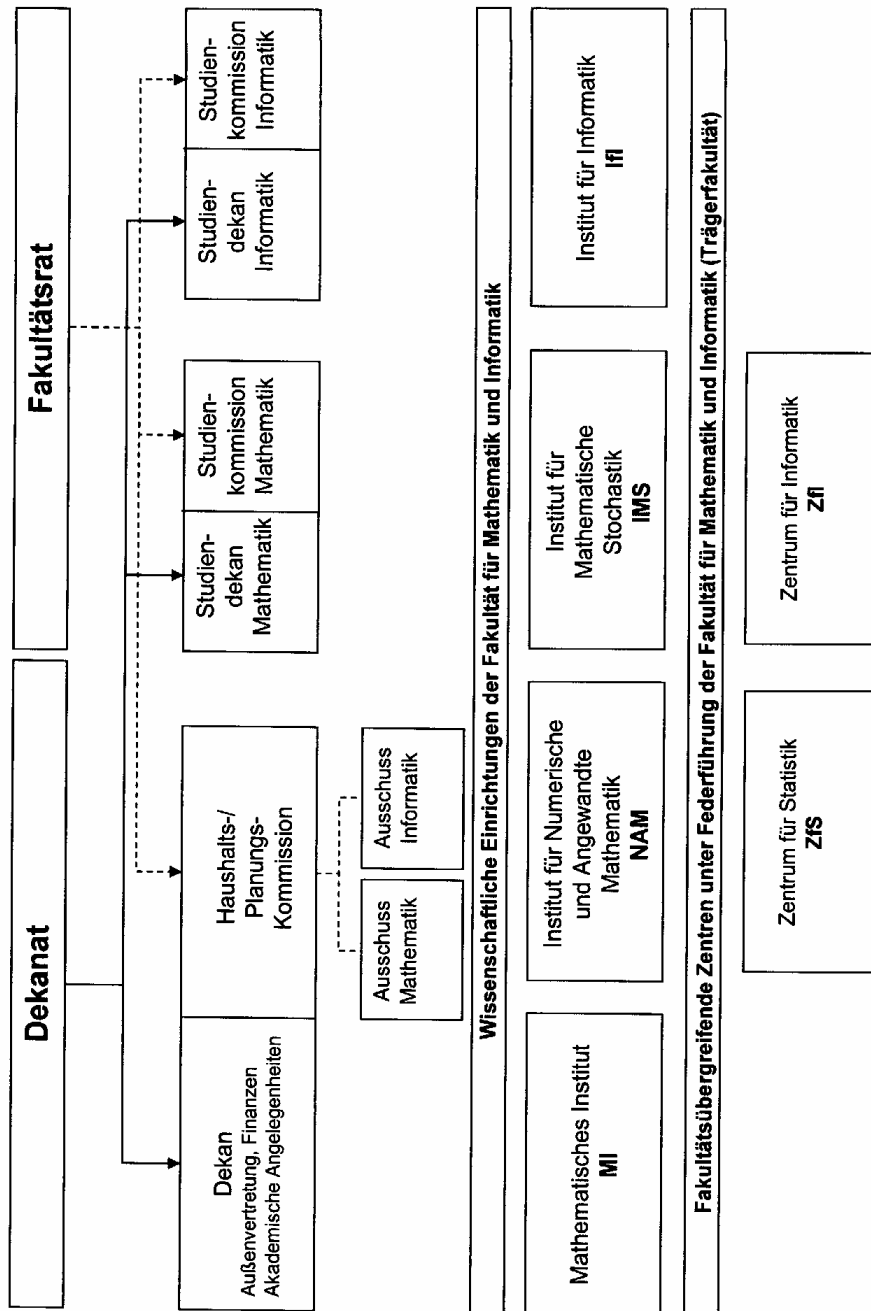 Dekanat
Fakultätsrat
Dekan
Außenvertretung, Finanzen
Akademische Angelegenheiten
Haushalts-/
Planungs-
Kommission
Studien-
dekan
Mathematik
Studien-
kommission
Mathematik
Studien-
dekan
Informatik
Studien-
kommission
Informatik
Ausschuss
Mathematik
Ausschuss
Informatik
Wissenschaftliche Einrichtungen der Fakultät für Mathematik und Informatik
Mathematisches Institut
MI
Institut für Numerische
und Angewandte
Mathematik
NAM
Institut für
Mathematische
Stochastik
IMS
Institut für Informatik
IfI
Fakultätsübergreifende Zentren unter Federführung der Fakultät für Mathematik und Informatik (Trägerfakultät)
Zentrum für Statistik
ZfS
Zentrum für Informatik
ZfI